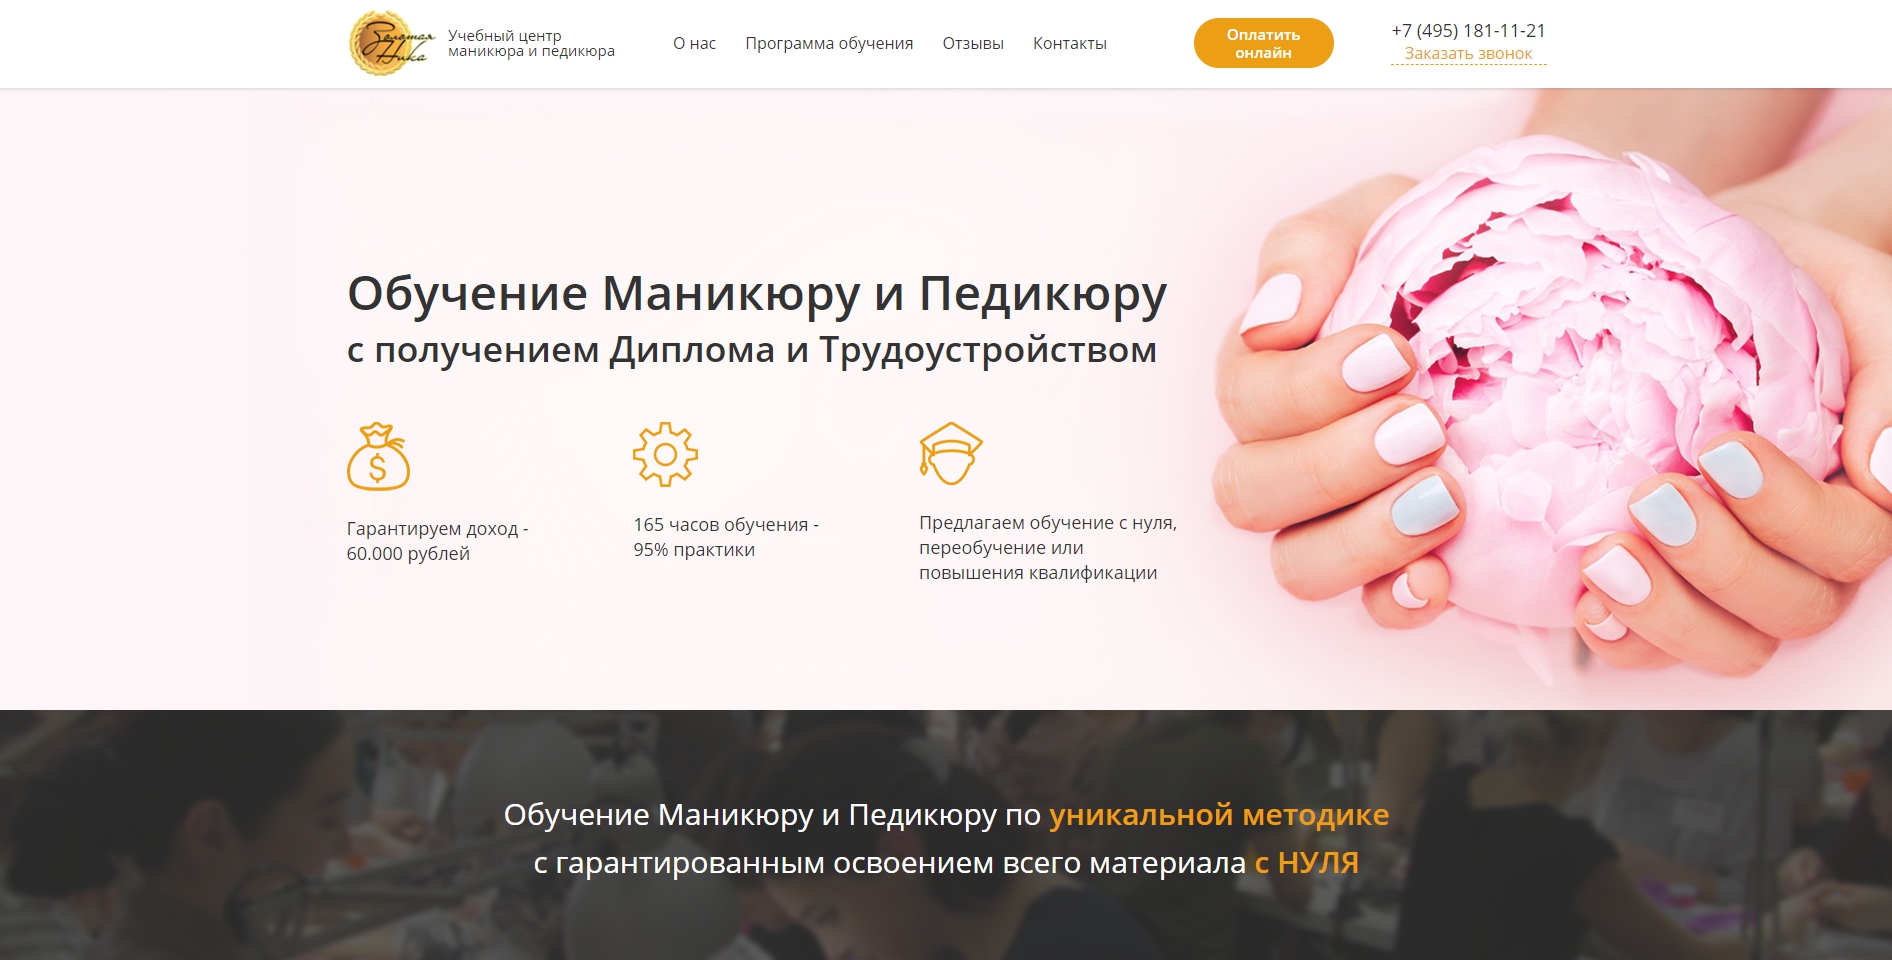 Золотая
Ника
Учебный центр
маникюра и педикюра
О нас
Программа обучения
Отзывы
Контакты
Оплатить
онлайн
+7 (495) 181-11-21
Заказать звонок
Обучение Маникюру и Педикюру
с получением Диплома и Трудоустройством
$
Гарантируем доход -
60.000 рублей
165 часов обучения -
95% практики
Предлагаем обучение с нуля,
переобучение или
повышения квалификации
Обучение Маникюру и Педикюру по уникальной методике
с гарантированным освоением всего материала с НУЛЯ